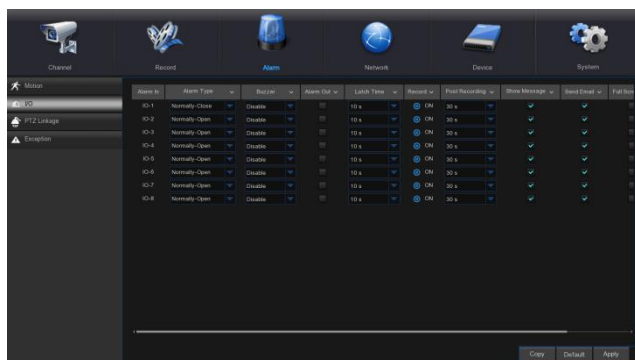 Channel Record Alarm Network Device System
Motion
I/O
PTZ Linkage
Exception
Alarm In Alarm Type Buzzer Alarm Out Latch Time Record Post Recording Show Message Send Email Full Scre
IO-1 Normally-Close Disable 10 s ON 30 s
IO-2 Normally-Open Disable 10 s ON 30 s
IO-3 Normally-Open Disable 10 s ON 30 s
IO-4 Normally-Open Disable 10 s ON 30 s
IO-5 Normally-Open Disable 10 s ON 30 s
IO-6 Normally-Open Disable 10 s ON 30 s
IO-7 Normally-Open Disable 10 s ON 30 s
IO-8 Normally-Open Disable 10 s ON 30 s
Copy Default Apply